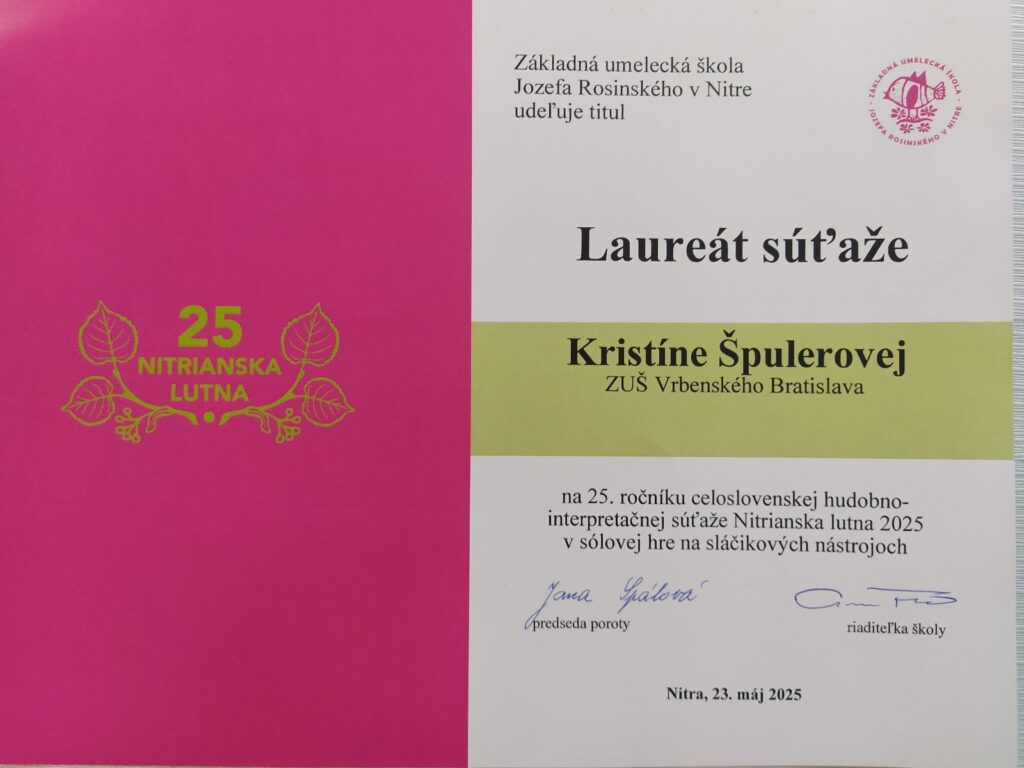 25
NITRIANSKA
LUTNA
Základná umelecká škola
Jozefa Rosinského v Nitre
udeľuje titul
ZÁKLADNÁ UMELECKÁ ŠKOLA
JOZEFA ROSINSKÉHO V NITRE
Laureát súťaže
Kristíne Špulerovej
ZUŠ Vrbenského Bratislava
na 25. ročníku celoslovenskej hudobno-
interpretačnej súťaže Nitrianska lutna 2025
v sólovej hre na sláčikových nástrojoch
Jana Spálová
predseda poroty
riaditeľka školy
Nitra, 23. máj 2025